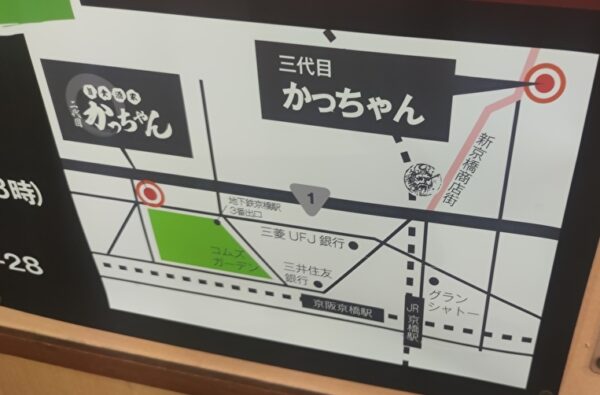 三代目
かっちゃん
二代目
かっちゃん
新京橋商店街
1
地下鉄京橋駅
/3番出口
三菱UFJ銀行
コムズ
ガーデン
三井住友
銀行
京阪京橋駅
JR京橋駅
グラン
シャトー
時)
-28